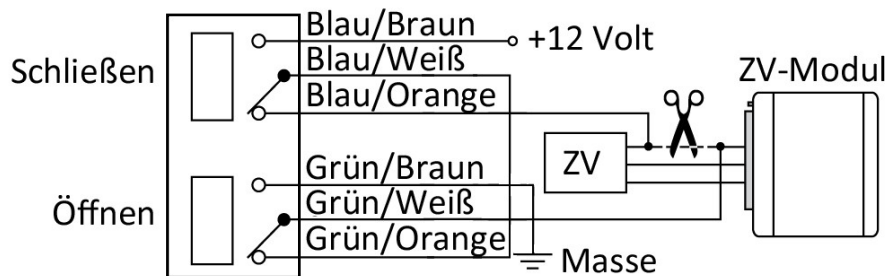 Blau/Braun
+12 Volt
Blau/Weiß
ZV-Modul
Schließen
Blau/Orange
ZV
Grün/Braun
Grün/Weiß
Öffnen
Grün/Orange
Masse